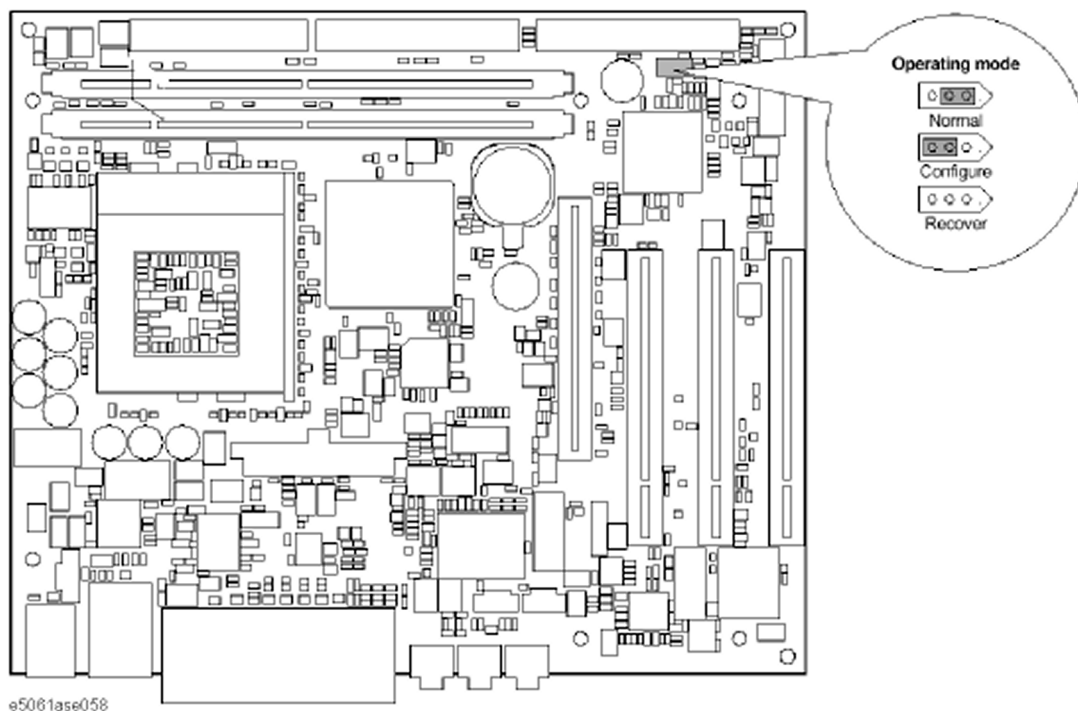 Operating mode
Normal
Configure
Recover
e5061ase058